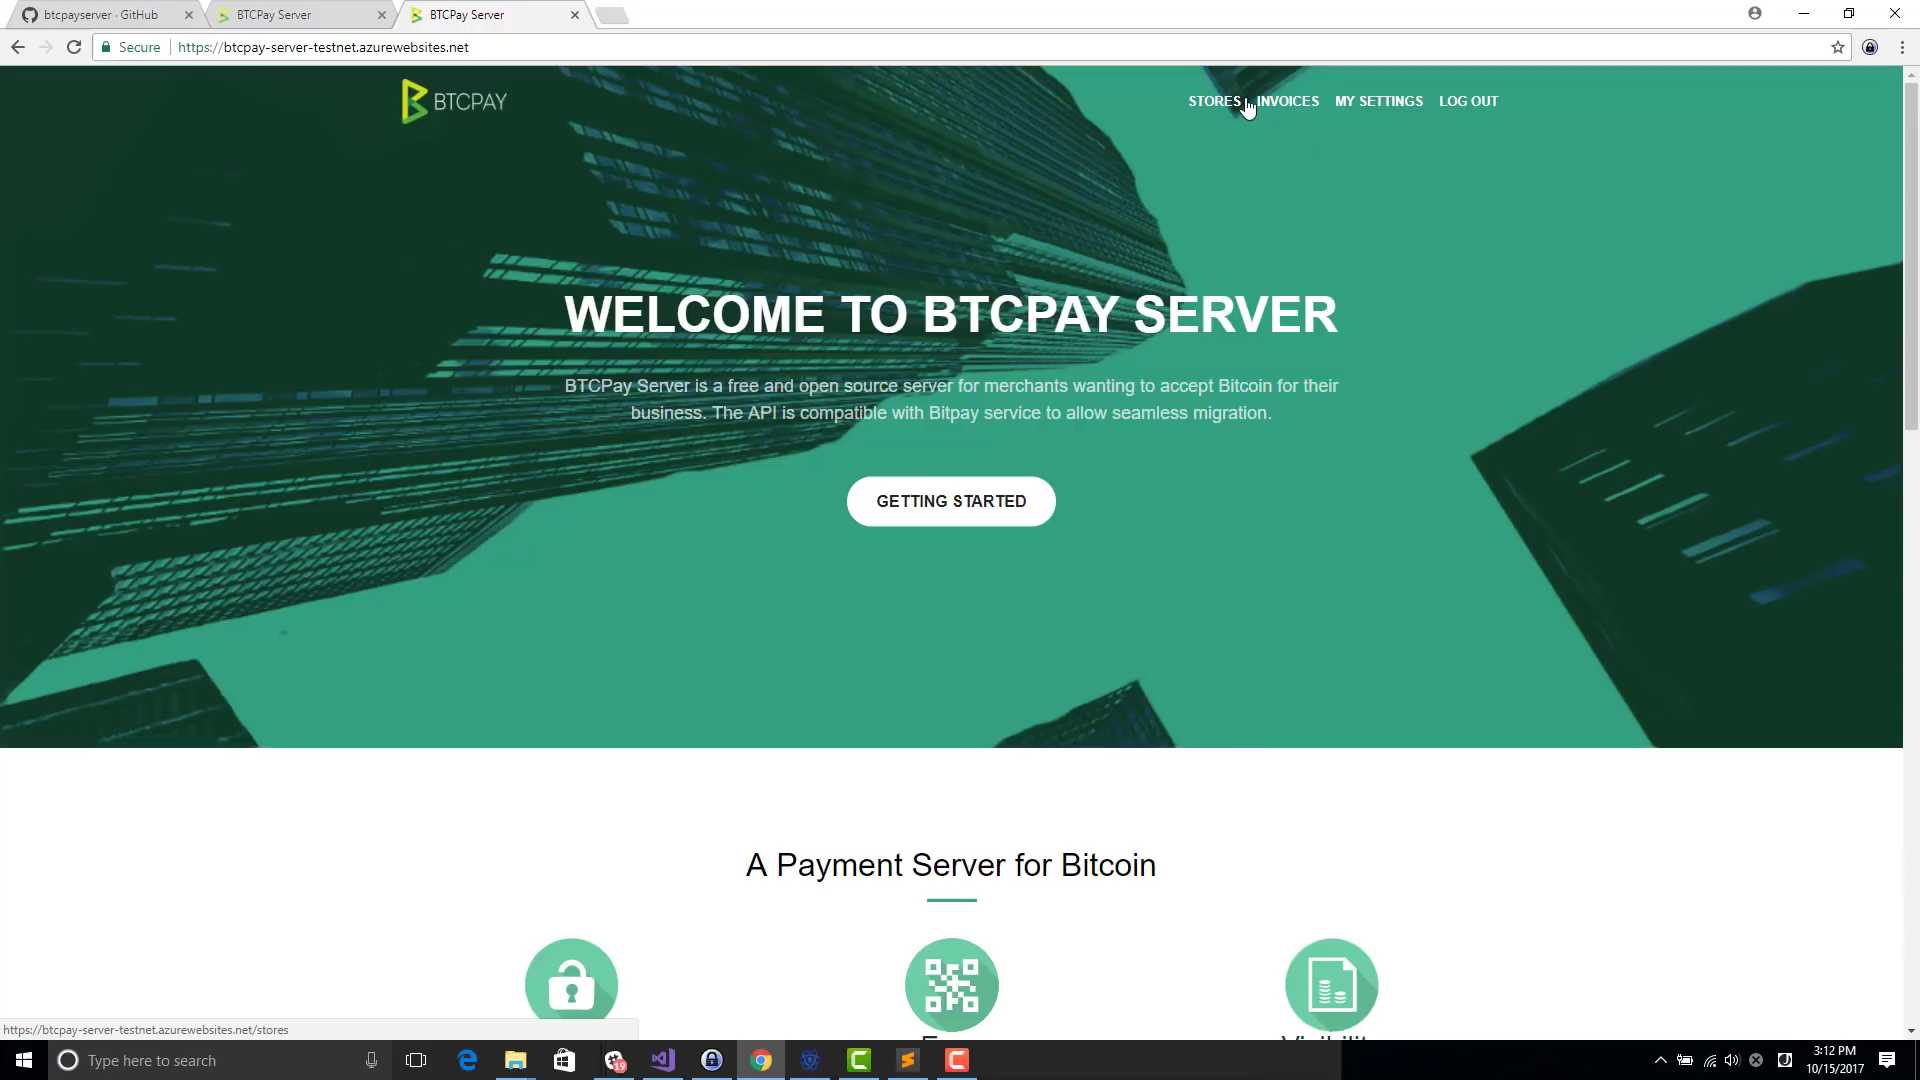 btcpayserver · GitHub
BTCPay Server
BTCPay Server
Secure
https://btcpay-server-testnet.azurewebsites.net
BTCPAY
STORES
INVOICES
MY SETTINGS
LOG OUT
WELCOME TO BTCPAY SERVER
BTCPay Server is a free and open source server for merchants wanting to accept Bitcoin for their
business. The API is compatible with Bitpay service to allow seamless migration.
GETTING STARTED
A Payment Server for Bitcoin
https://btcpay-server-testnet.azurewebsites.net/stores
Type here to search
19
3:12 PM
10/15/2017